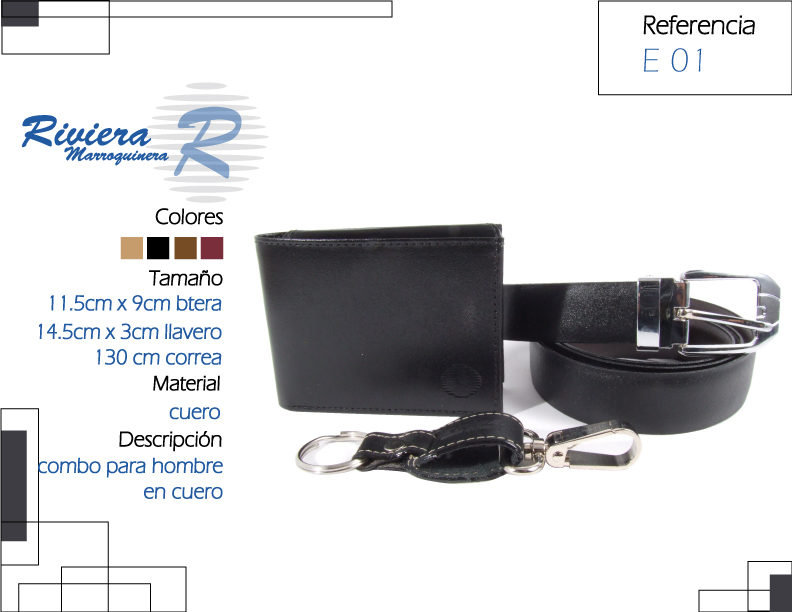 Referencia
E 01
Riviera R
Marroquinera
Colores
Tamaño
11.5cm x 9cm btera
14.5cm x 3cm llavero
130 cm correa
Material
cuero
Descripción
combo para hombre
en cuero